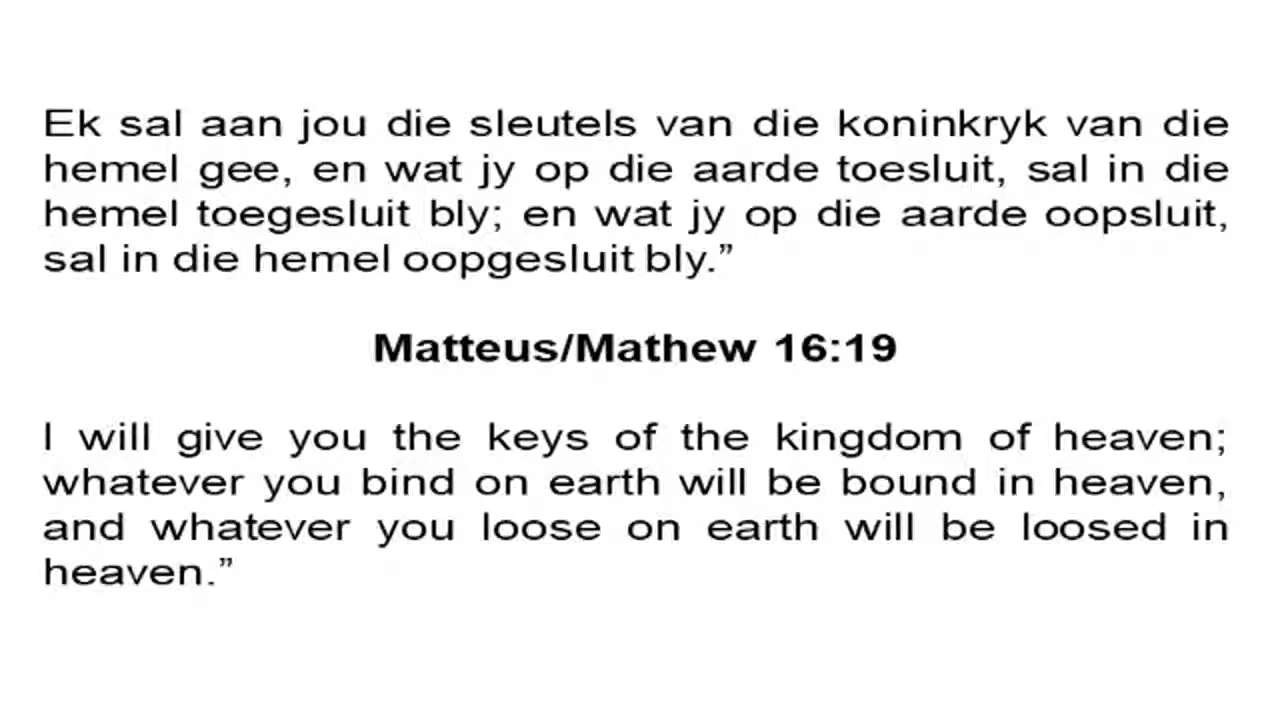 Ek sal aan jou die sleutels van die koninkryk van die
hemel gee, en wat jy op die aarde toesluit, sal in die
hemel toegesluit bly; en wat jy op die aarde oopsluit,
sal in die hemel oopgesluit bly.”
Matteus/Mathew 16:19
I will give you the keys of the kingdom of heaven;
whatever you bind on earth will be bound in heaven,
and whatever you loose on earth will be loosed in
heaven.”